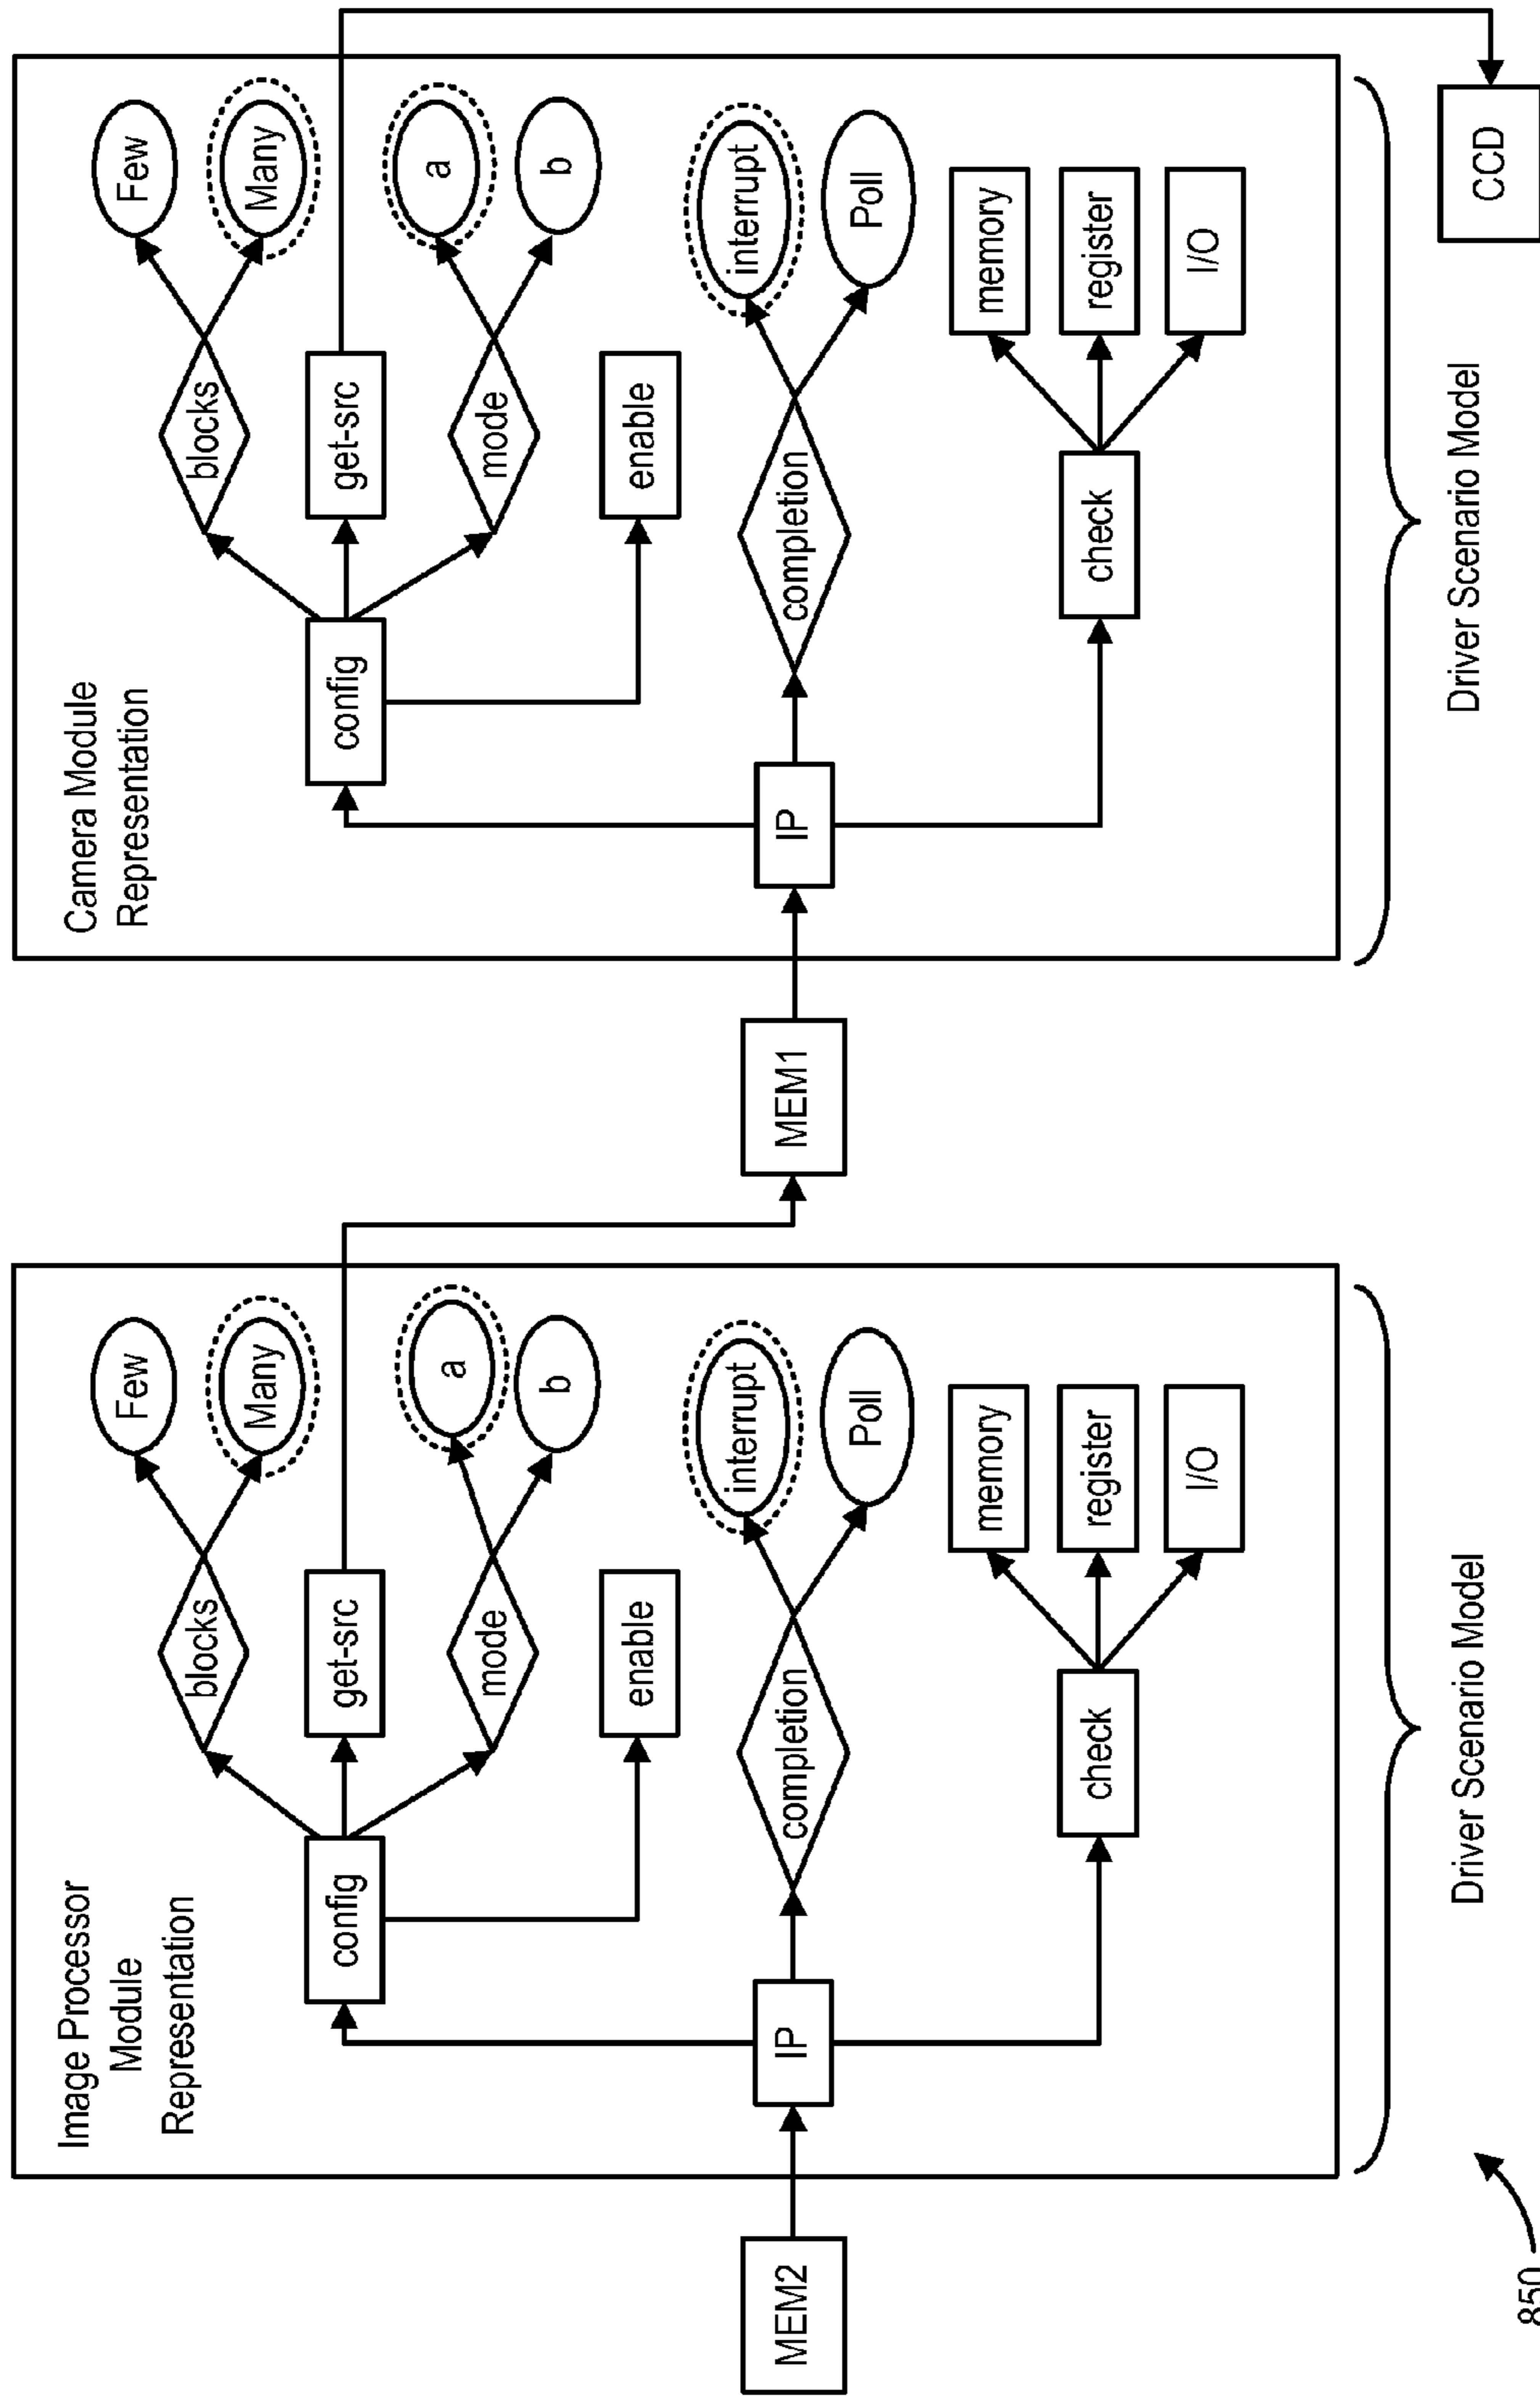 Image Processor
Module
Representation
MEM2
IP
config
blocks
Few
Many
get-src
mode
a
b
enable
completion
interrupt
Poll
check
memory
register
I/O
Driver Scenario Model
MEM1
Camera Module
Representation
IP
config
blocks
Few
Many
get-src
mode
a
b
enable
completion
interrupt
Poll
check
memory
register
I/O
Driver Scenario Model
CCD
850